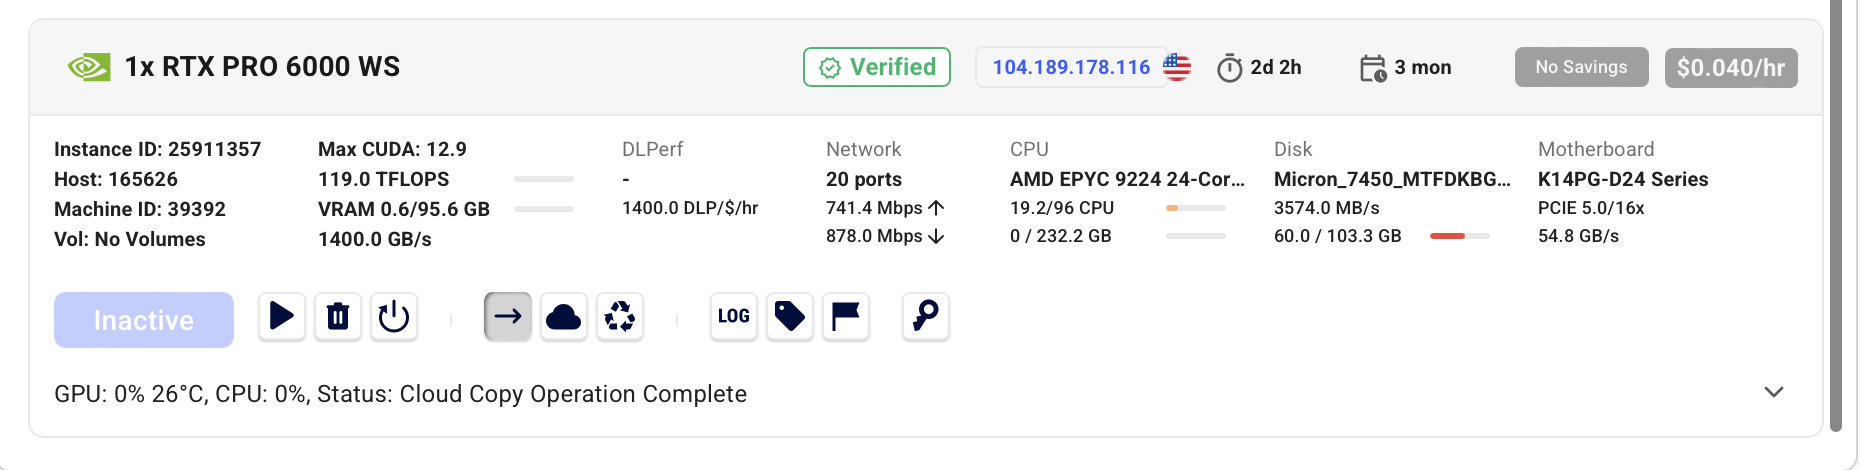 1x RTX PRO 6000 WS
Verified
104.189.178.116
2d 2h
3 mon
No Savings
$0.040/hr
Instance ID: 25911357
Host: 165626
Machine ID: 39392
Vol: No Volumes
Max CUDA: 12.9
119.0 TFLOPS
VRAM 0.6/95.6 GB
1400.0 GB/s
DLPerf
-
1400.0 DLP/$/hr
Network
20 ports
741.4 Mbps ↑
878.0 Mbps ↓
CPU
AMD EPYC 9224 24-Cor...
19.2/96 CPU
0 / 232.2 GB
Disk
Micron_7450_MTFDKBG...
3574.0 MB/s
60.0 / 103.3 GB
Motherboard
K14PG-D24 Series
PCIE 5.0/16x
54.8 GB/s
Inactive
LOG
GPU: 0% 26°C, CPU: 0%, Status: Cloud Copy Operation Complete